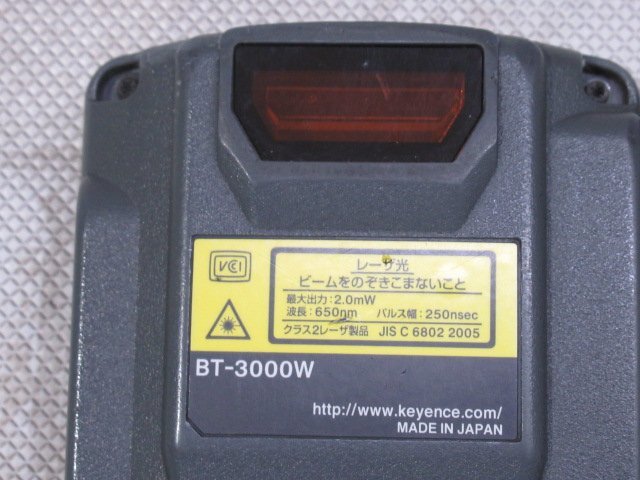 VCCI
レーザ光
ビームをのぞきこまないこと
最大出力:2.0mW
波長:650nm パルス幅:250nsec
クラス2レーザ製品 JIS C 6802 2005
BT-3000W
http://www.keyence.com/
MADE IN JAPAN